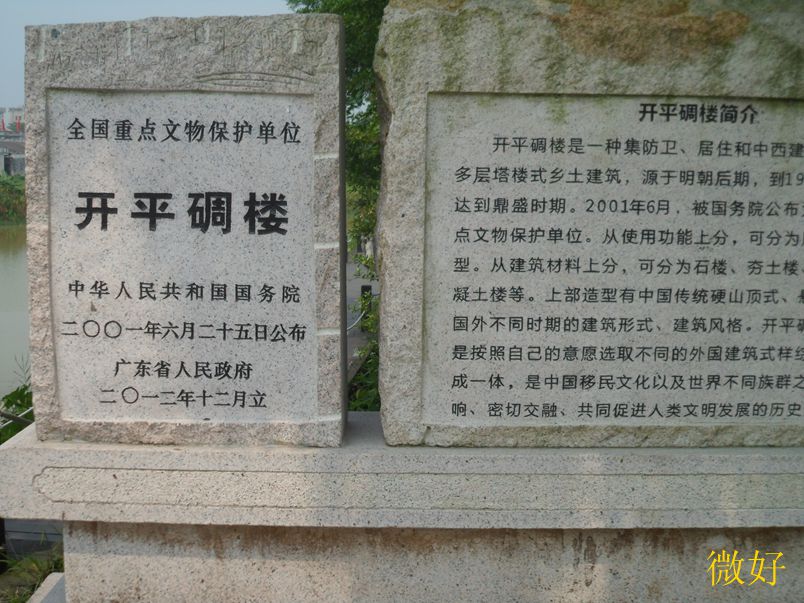 全国重点文物保护单位
开平碉楼
中华人民共和国国务院
二〇〇一年六月二十五日公布
广东省人民政府
二〇一三年十二月立
开平碉楼简介
开平碉楼是一种集防卫、居住和中西建
多层塔楼式乡土建筑，源于明朝后期，到19
达到鼎盛时期。2001年6月，被国务院公布
点文物保护单位。从使用功能上分，可分为
型。从建筑材料上分，可分为石楼、夯土楼
凝土楼等。上部造型有中国传统硬山顶式、
国外不同时期的建筑形式、建筑风格。开平
是按照自己的意愿选取不同的外国建筑式样综
成一体，是中国移民文化以及世界不同族群之
响、密切交融、共同促进人类文明发展的历史
微好